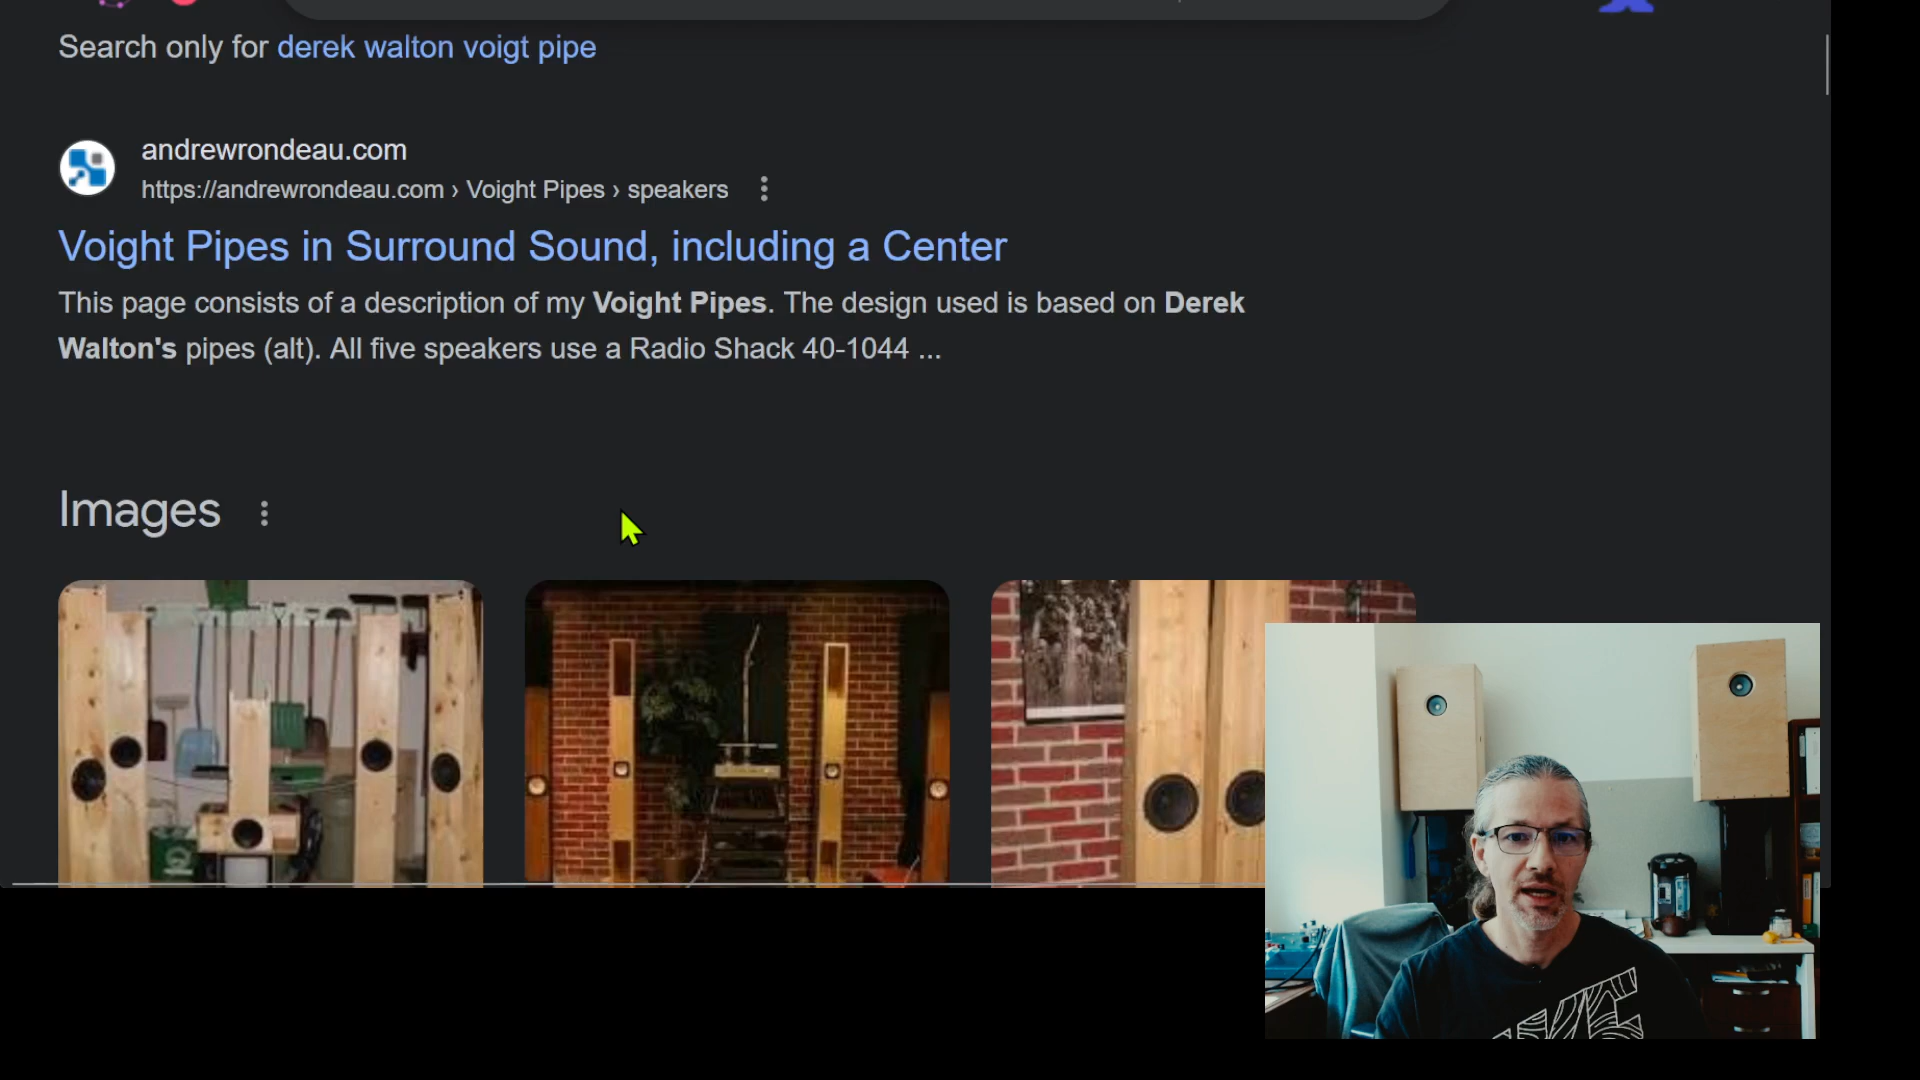 Search only for derek walton voigt pipe
andrewrondeau.com
https://andrewrondeau.com › Voight Pipes › speakers
Voight Pipes in Surround Sound, including a Center
This page consists of a description of my Voight Pipes. The design used is based on Derek
Walton's pipes (alt). All five speakers use a Radio Shack 40-1044 ...
Images